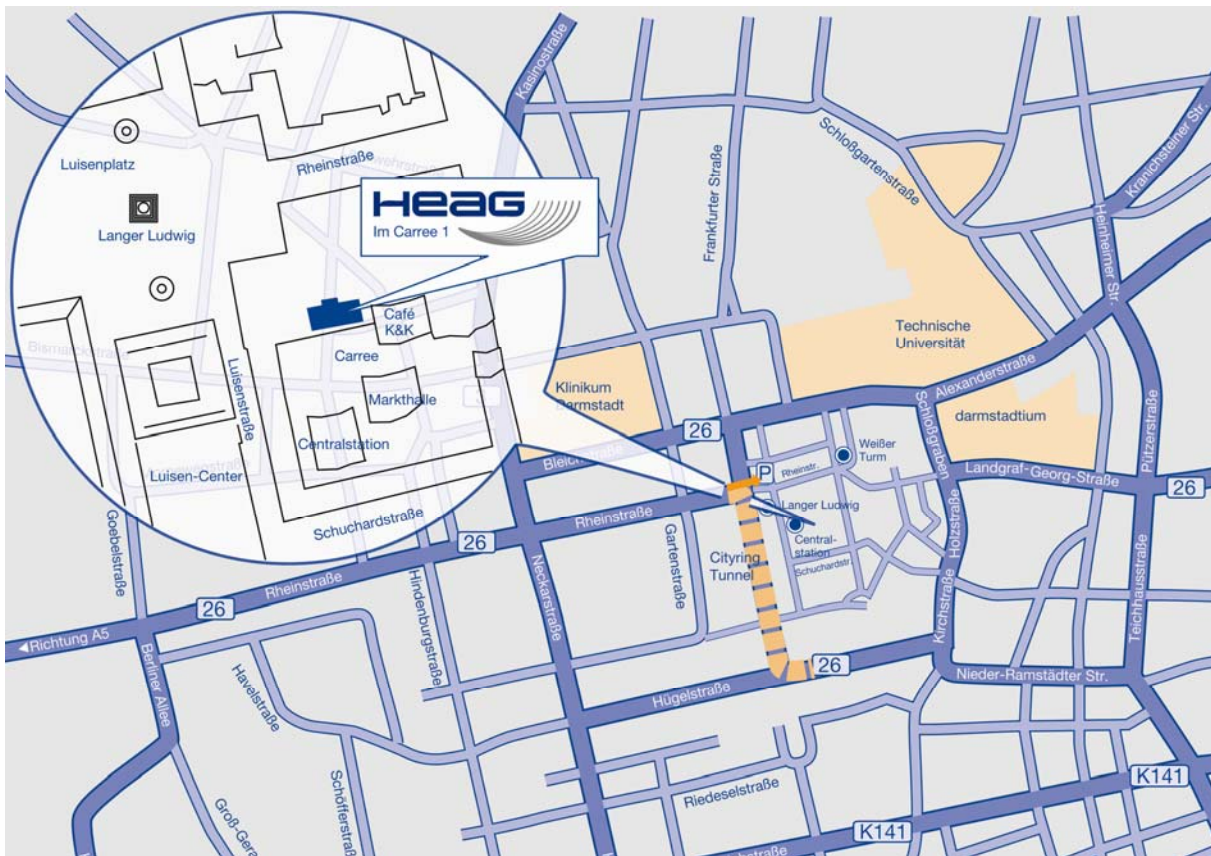 Kasinostraße
Luisenplatz
Rheinstraße
HEAG
Im Carree 1
Langer Ludwig
Café
K&K
Carree
Markthalle
Centralstation
Bismarckstraße
Luisenstraße
Luisen-Center
Schuchardstraße
Schloßgartenstraße
Frankfurter Straße
Kranichsteiner Str.
Heinheimer Str.
Technische
Universität
Klinikum
Darmstadt
Alexanderstraße
darmstadtium
Schloßgraben
Pützerstraße
26
Weißer
Turm
Landgraf-Georg-Straße
26
P
Rheinstr.
Langer Ludwig
Central-
station
Schuchardstr.
Cityring
Tunnel
Holzstraße
Kirchstraße
Teichhausstraße
Goebelstraße
Rheinstraße
26
Rheinstraße
26
Gartenstraße
Neckarstraße
Hindenburgstraße
Richtung A5
Berliner Allee
Havelstraße
26
Hügelstraße
Nieder-Ramstädter Str.
Schöfferstraße
Riedeselstraße
K141
K141